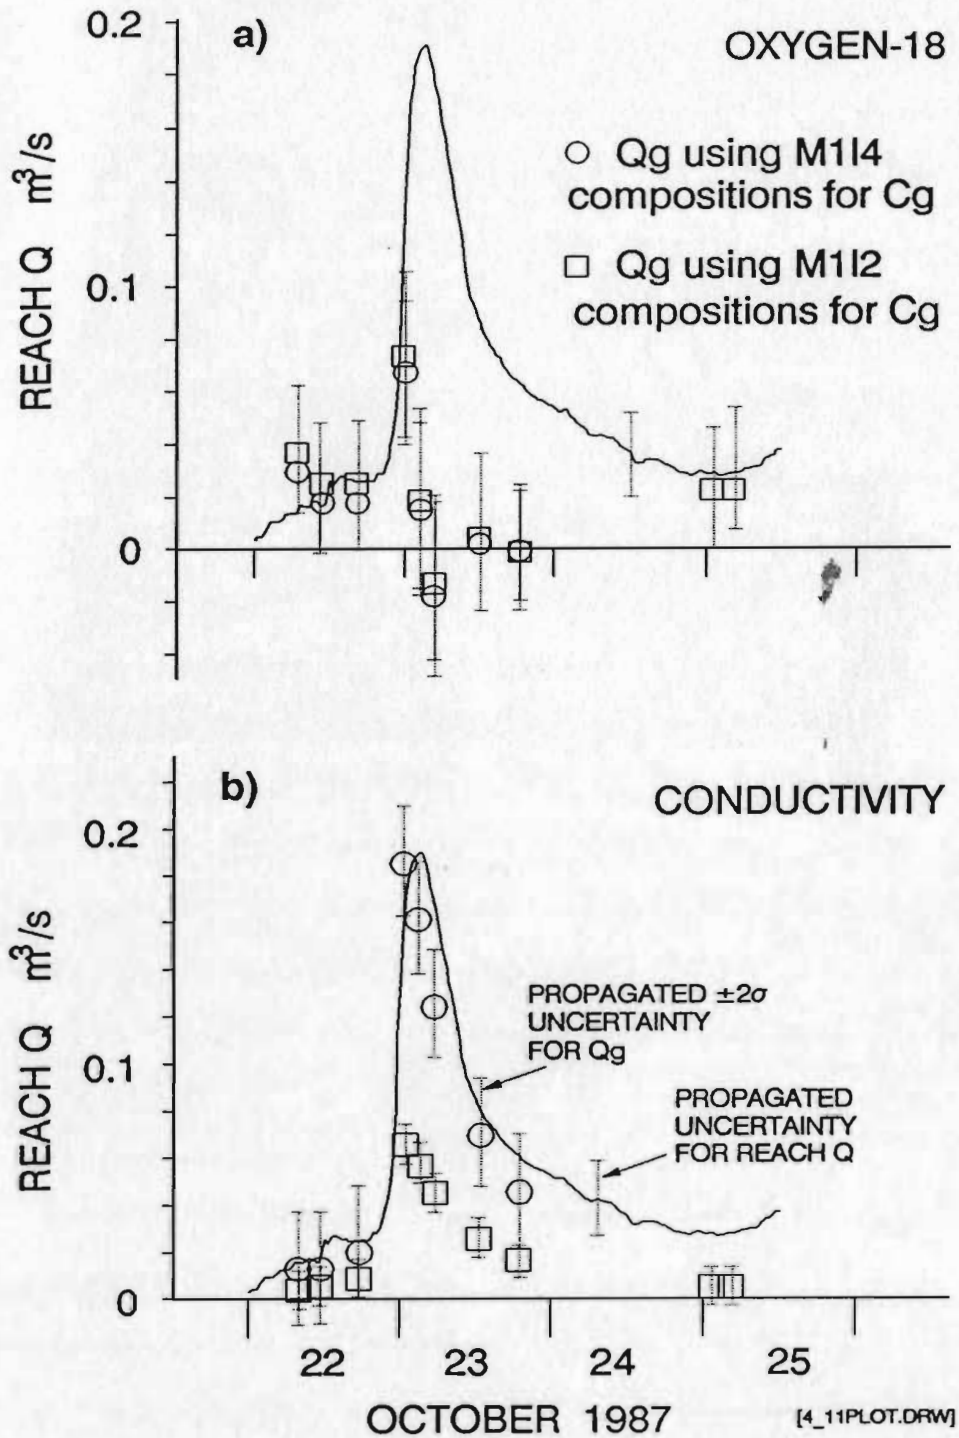 0.2
a)
OXYGEN-18
Qg using M1I4
compositions for Cg
Qg using M1I2
compositions for Cg
REACH Q m³/s
0.1
0
b)
CONDUCTIVITY
0.2
REACH Q m³/s
PROPAGATED ±2σ
UNCERTAINTY
FOR Qg
0.1
PROPAGATED
UNCERTAINTY
FOR REACH Q
0
22 23 24 25
OCTOBER 1987
[4_11PLOT.DRW]